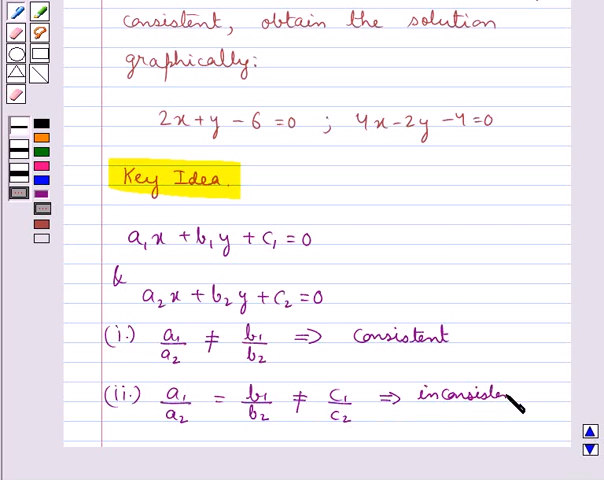 consistent, obtain the solution
graphically:
2x+y-6=0 ; 4x-2y-4=0
Key Idea.
a₁x + b₁y + c₁ = 0
&
a₂x + b₂y + c₂ = 0
(i.) a₁/a₂ ≠ b₁/b₂ ⇒ Consistent
(ii.) a₁/a₂ = b₁/b₂ ≠ c₁/c₂ ⇒ inconsisten